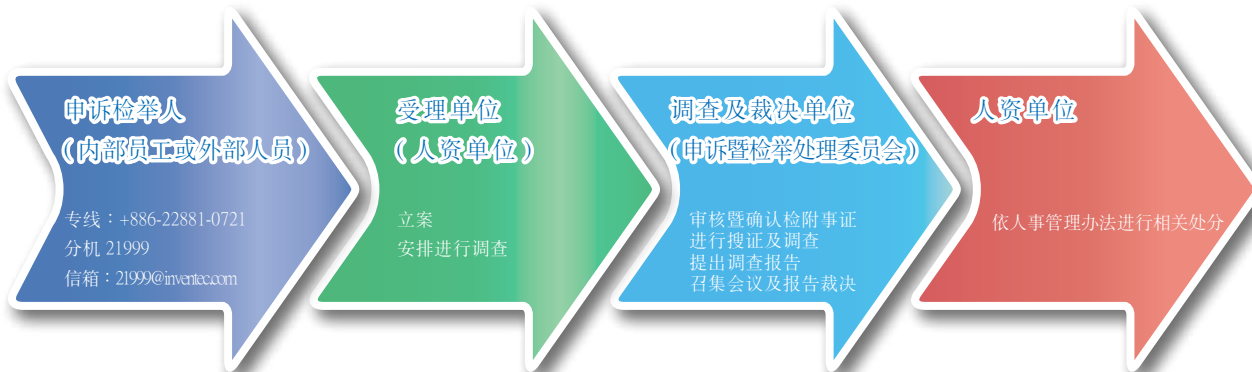 申诉检举人
（内部员工或外部人员）
专线：+886-22881-0721
分机 21999
信箱：21999@inventec.com
受理单位
（人资单位）
立案
安排进行调查
调查及裁决单位
（申诉暨检举处理委员会）
审核暨确认检附事证
进行搜证及调查
提出调查报告
召集会议及报告裁决
人资单位
依人事管理办法进行相关处分